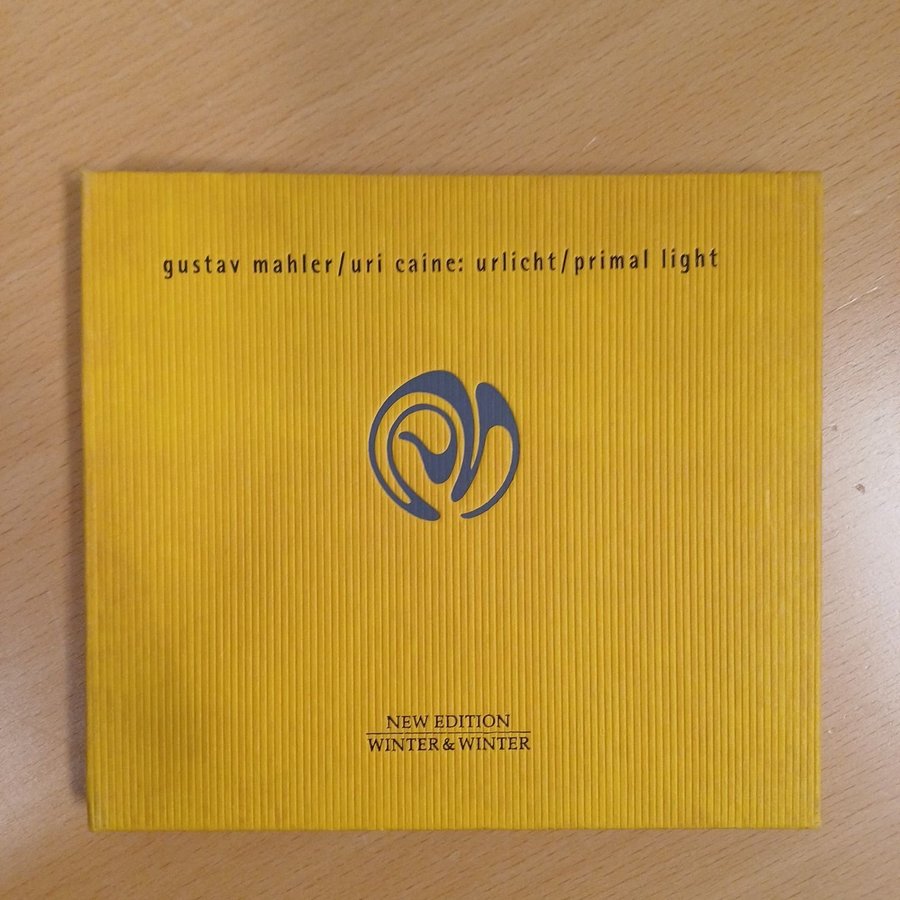 gustav mahler/uri caine: urlicht/primal light
NEW EDITION
WINTER & WINTER